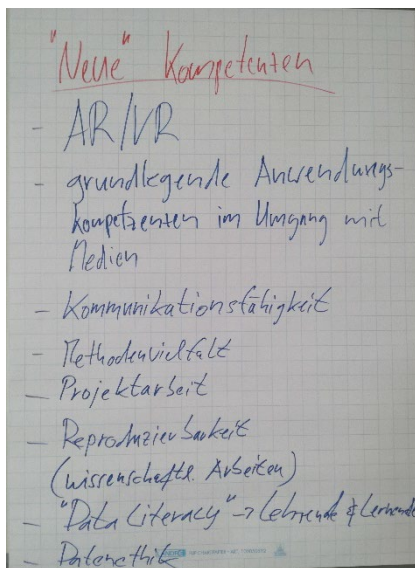 "Neue" Kompetenzen
- AR/VR
- grundlegende Anwendungs-
kompetenzen im Umgang mit
Medien
- Kommunikationsfähigkeit
- Methodenvielfalt
- Projektarbeit
- Reproduzierbarkeit
(wissenschaftl. Arbeiten)
- "Data Literacy" -> Lehrende & Lernende
- Datenethik